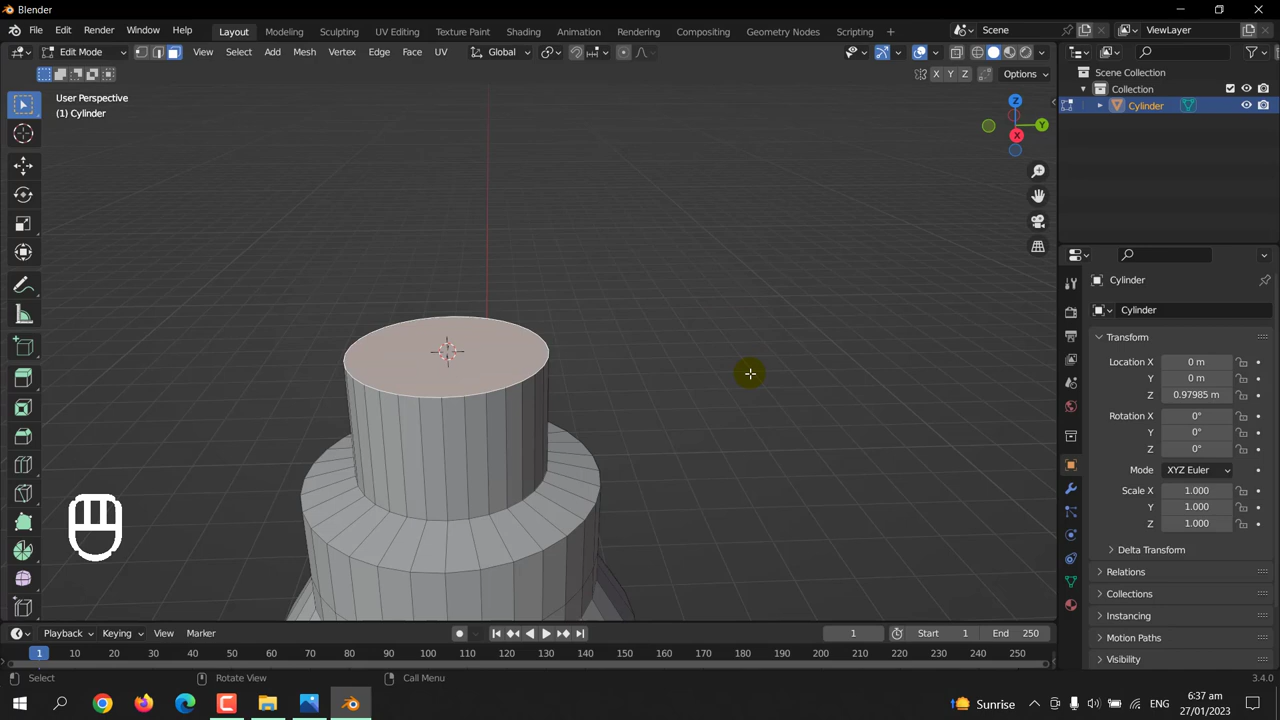 Blender
File Edit Render Window Help Layout Modeling Sculpting UV Editing Texture Paint Shading Animation Rendering Compositing Geometry Nodes Scripting Scene ViewLayer
Edit Mode View Select Add Mesh Vertex Edge Face UV Global
X Y Z Options
User Perspective
(1) Cylinder
Z
Y
X
Scene Collection
Collection
Cylinder
Cylinder
Cylinder
Transform
Location X 0 m
Y 0 m
Z 0.97985 m
Rotation X 0°
Y 0°
Z 0°
Mode XYZ Euler
Scale X 1.000
Y 1.000
Z 1.000
Delta Transform
Relations
Collections
Instancing
Motion Paths
Visibility
Playback Keying View Marker 1 Start 1 End 250
1 10 20 30 40 50 60 70 80 90 100 110 120 130 140 150 160 170 180 190 200 210 220 230 240 250
Select Rotate View Call Menu 3.4.0
Sunrise ENG 6:37 am
27/01/2023